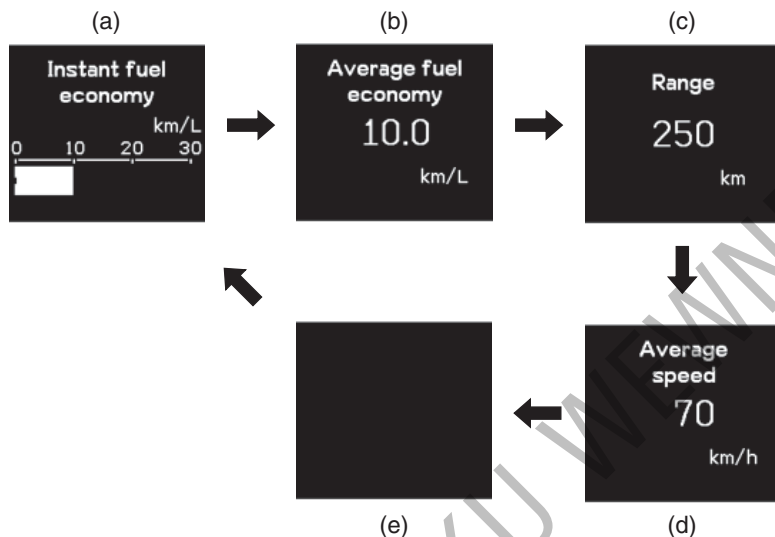 (a)
(b)
(c)
Instant fuel
economy
km/L
0 10 20 30
Average fuel
economy
10.0
km/L
Range
250
km
Average
speed
70
km/h
(e)
(d)